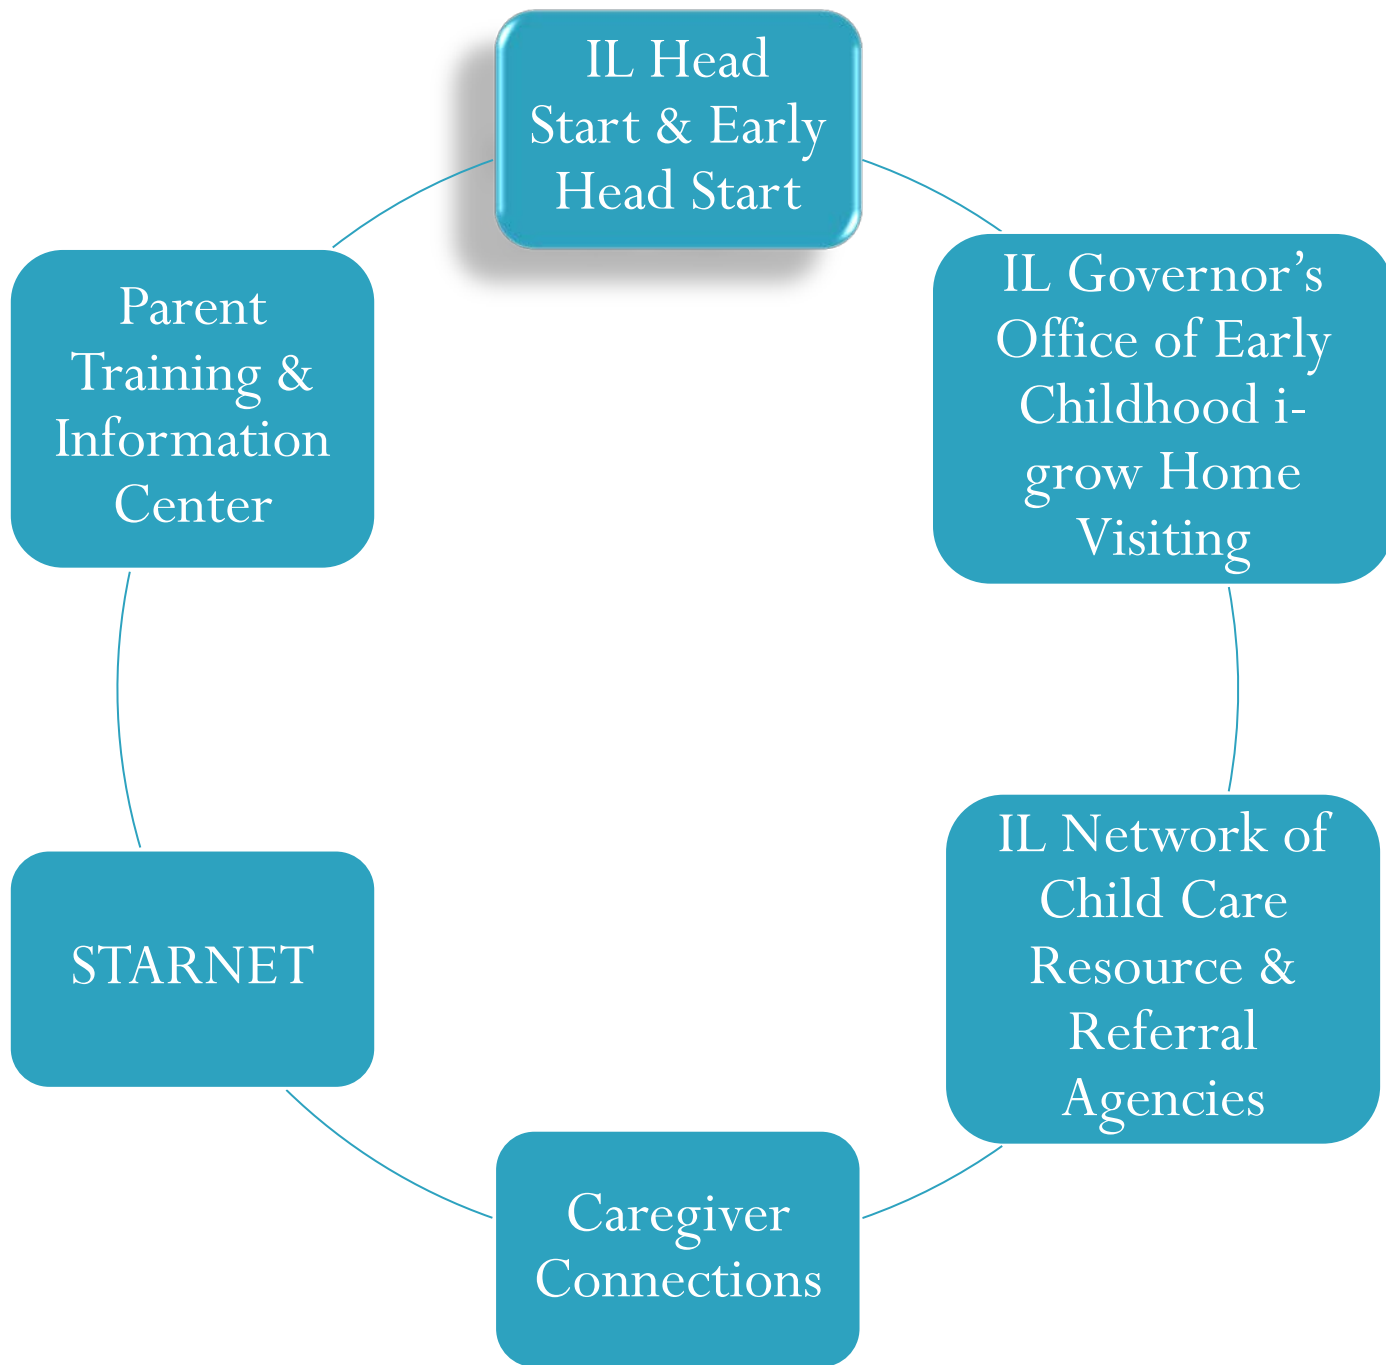 IL Head
Start & Early
Head Start
IL Governor’s
Office of Early
Childhood i-
grow Home
Visiting
IL Network of
Child Care
Resource &
Referral
Agencies
Caregiver
Connections
STARNET
Parent
Training &
Information
Center